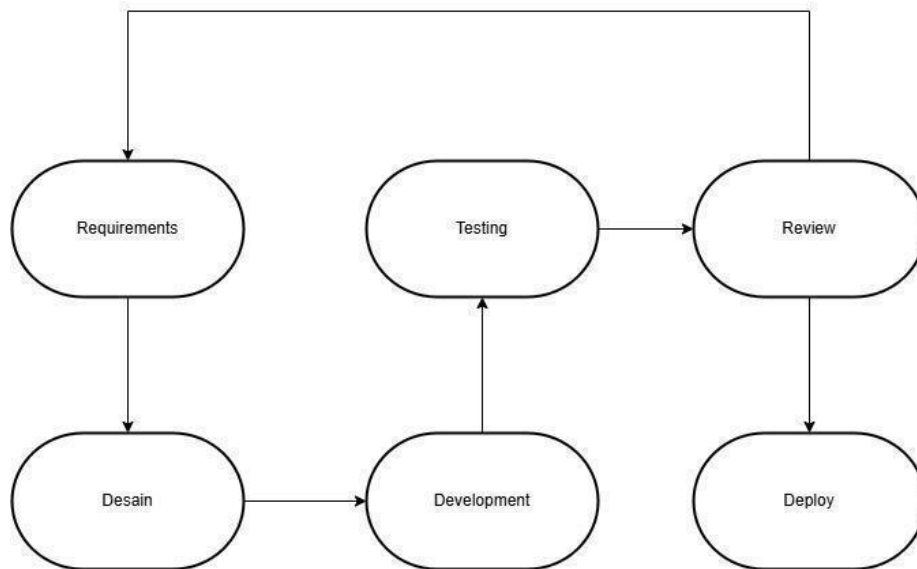 Requirements
Testing
Review
Desain
Development
Deploy